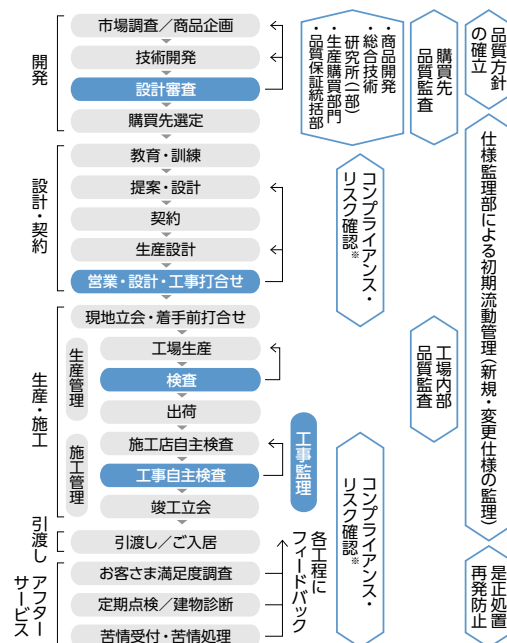 開発
市場調査／商品企画
技術開発
設計審査
購買先選定
設計・契約
教育・訓練
提案・設計
契約
生産設計
営業・設計・工事打合せ
生産・施工
現地立会・着手前打合せ
生産管理
工場生産
検査
出荷
施工管理
施工店自主検査
工事自主検査
竣工立会
引渡し
引渡し／ご入居
アフター
サービス
お客さま満足度調査
定期点検／建物診断
苦情受付・苦情処理
工事監理
各工程に
フィードバック
・商品開発
・総合技術
研究所（部）
・生産購買部門
・品質保証統括部
コンプライアンス・
リスク確認※
コンプライアンス・
リスク確認※
購買先
品質監査
工場内部
品質監査
品質方針
の確立
仕様監理部による初期流動管理（新規・変更仕様の監理）
是正処置
再発防止